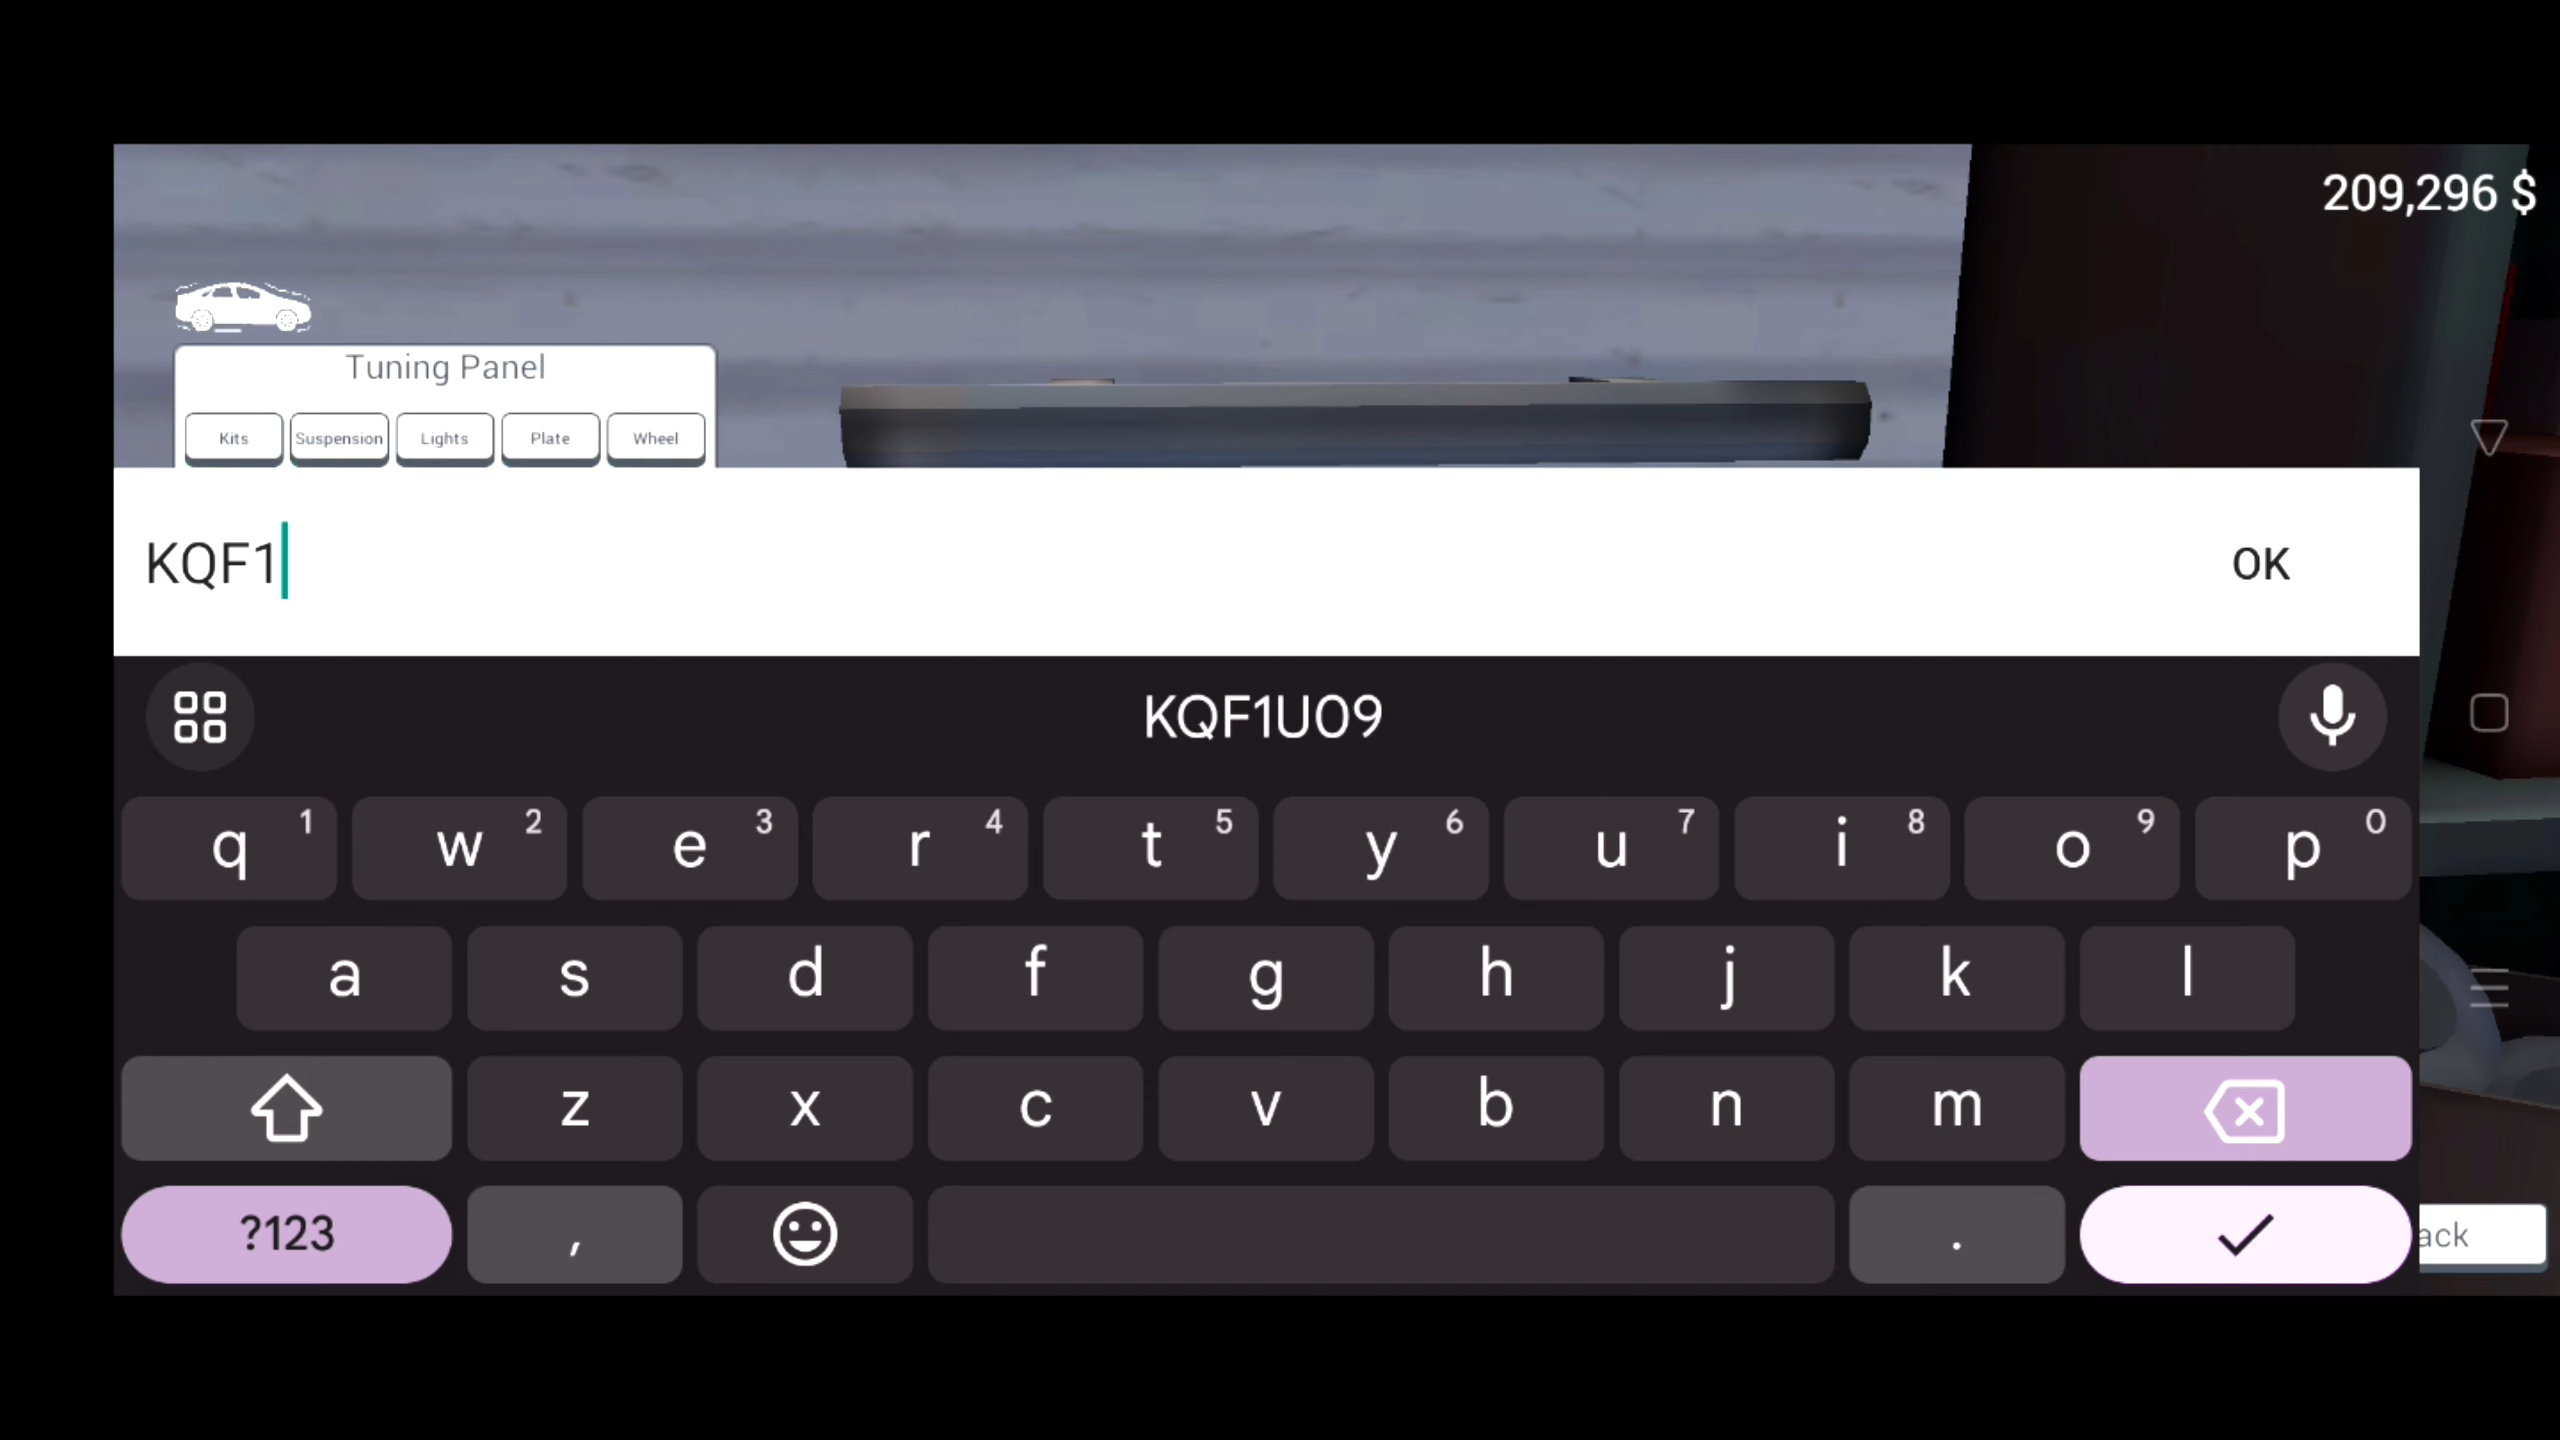 209,296 $
Tuning Panel
Kits Suspension Lights Plate Wheel
KQF1 OK
KQF1U09
q 1 w 2 e 3 r 4 t 5 y 6 u 7 i 8 o 9 p 0
a s d f g h j k l
z x c v b n m
?123 , . ack